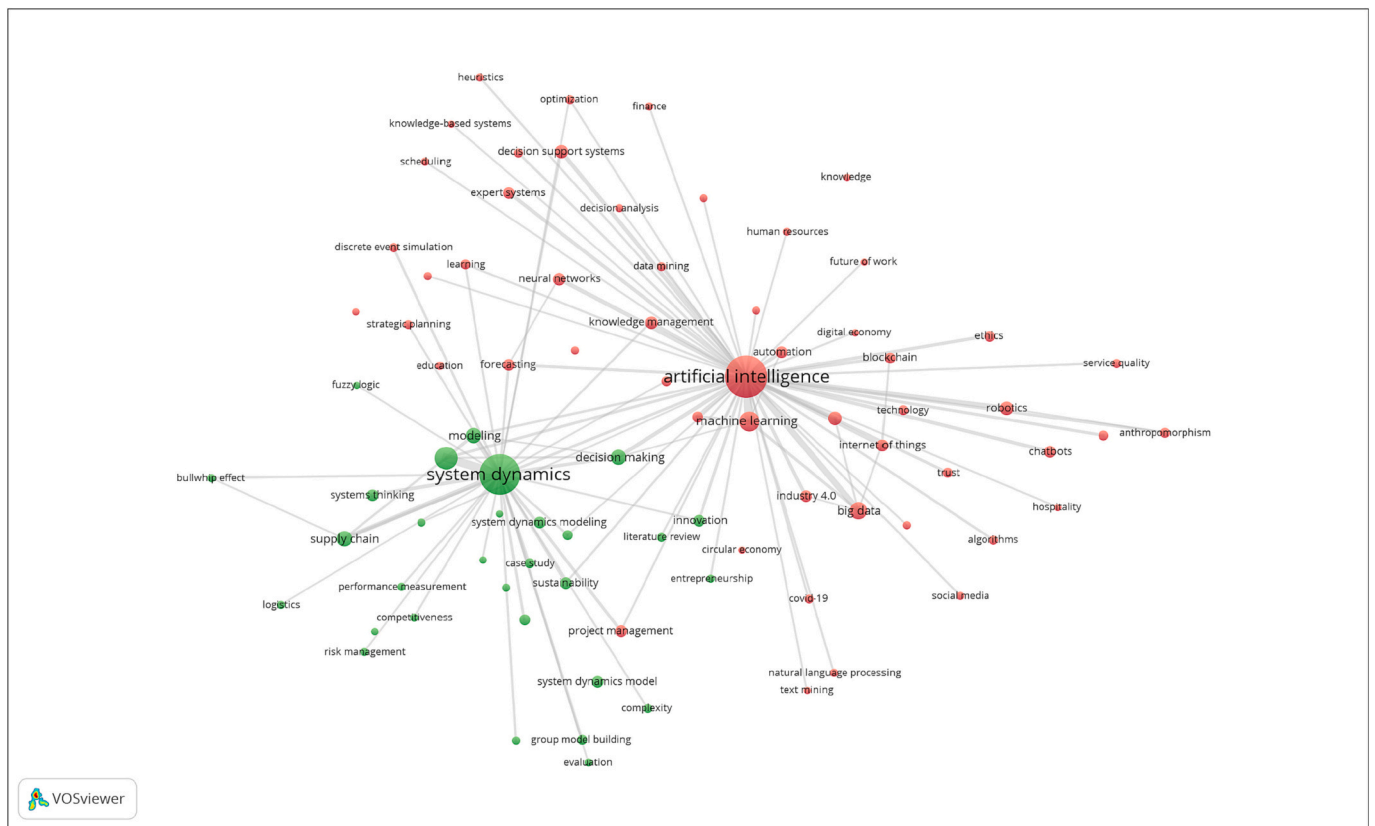 heuristics
optimization
finance
knowledge-based systems
decision support systems
scheduling
knowledge
expert systems
decision analysis
human resources
discrete event simulation
learning
data mining
future of work
neural networks
strategic planning
knowledge management
digital economy
ethics
automation
blockchain
service quality
education
forecasting
artificial intelligence
fuzzy logic
technology
robotics
machine learning
anthropomorphism
modeling
internet of things
chatbots
decision making
system dynamics
trust
bullwhip effect
systems thinking
industry 4.0
hospitality
big data
system dynamics modeling
innovation
supply chain
literature review
algorithms
circular economy
case study
performance measurement
sustainability
entrepreneurship
social media
covid-19
logistics
competitiveness
project management
risk management
natural language processing
system dynamics model
text mining
complexity
group model building
evaluation
VOSviewer